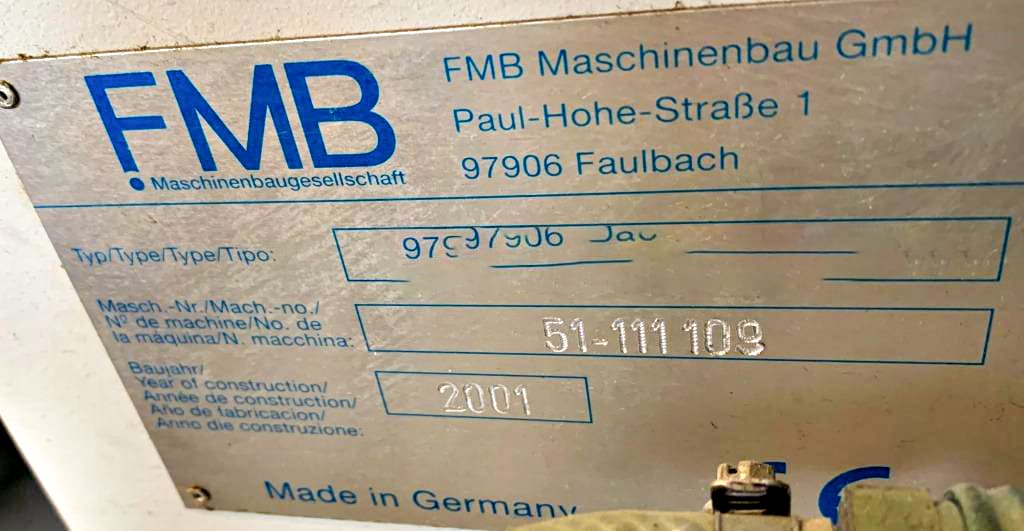 FMB
Maschinenbaugesellschaft
FMB Maschinenbau GmbH
Paul-Hohe-Straße 1
97906 Faulbach
Typ/Type/Type/Tipo:
Masch.-Nr./Mach.-no./
Nº de machine/No. de
la máquina/N. macchina:
51-111109
Baujahr/
Year of construction/
Année de construction/
Año de fabricacion/
Anno die construzione:
2001
Made in Germany